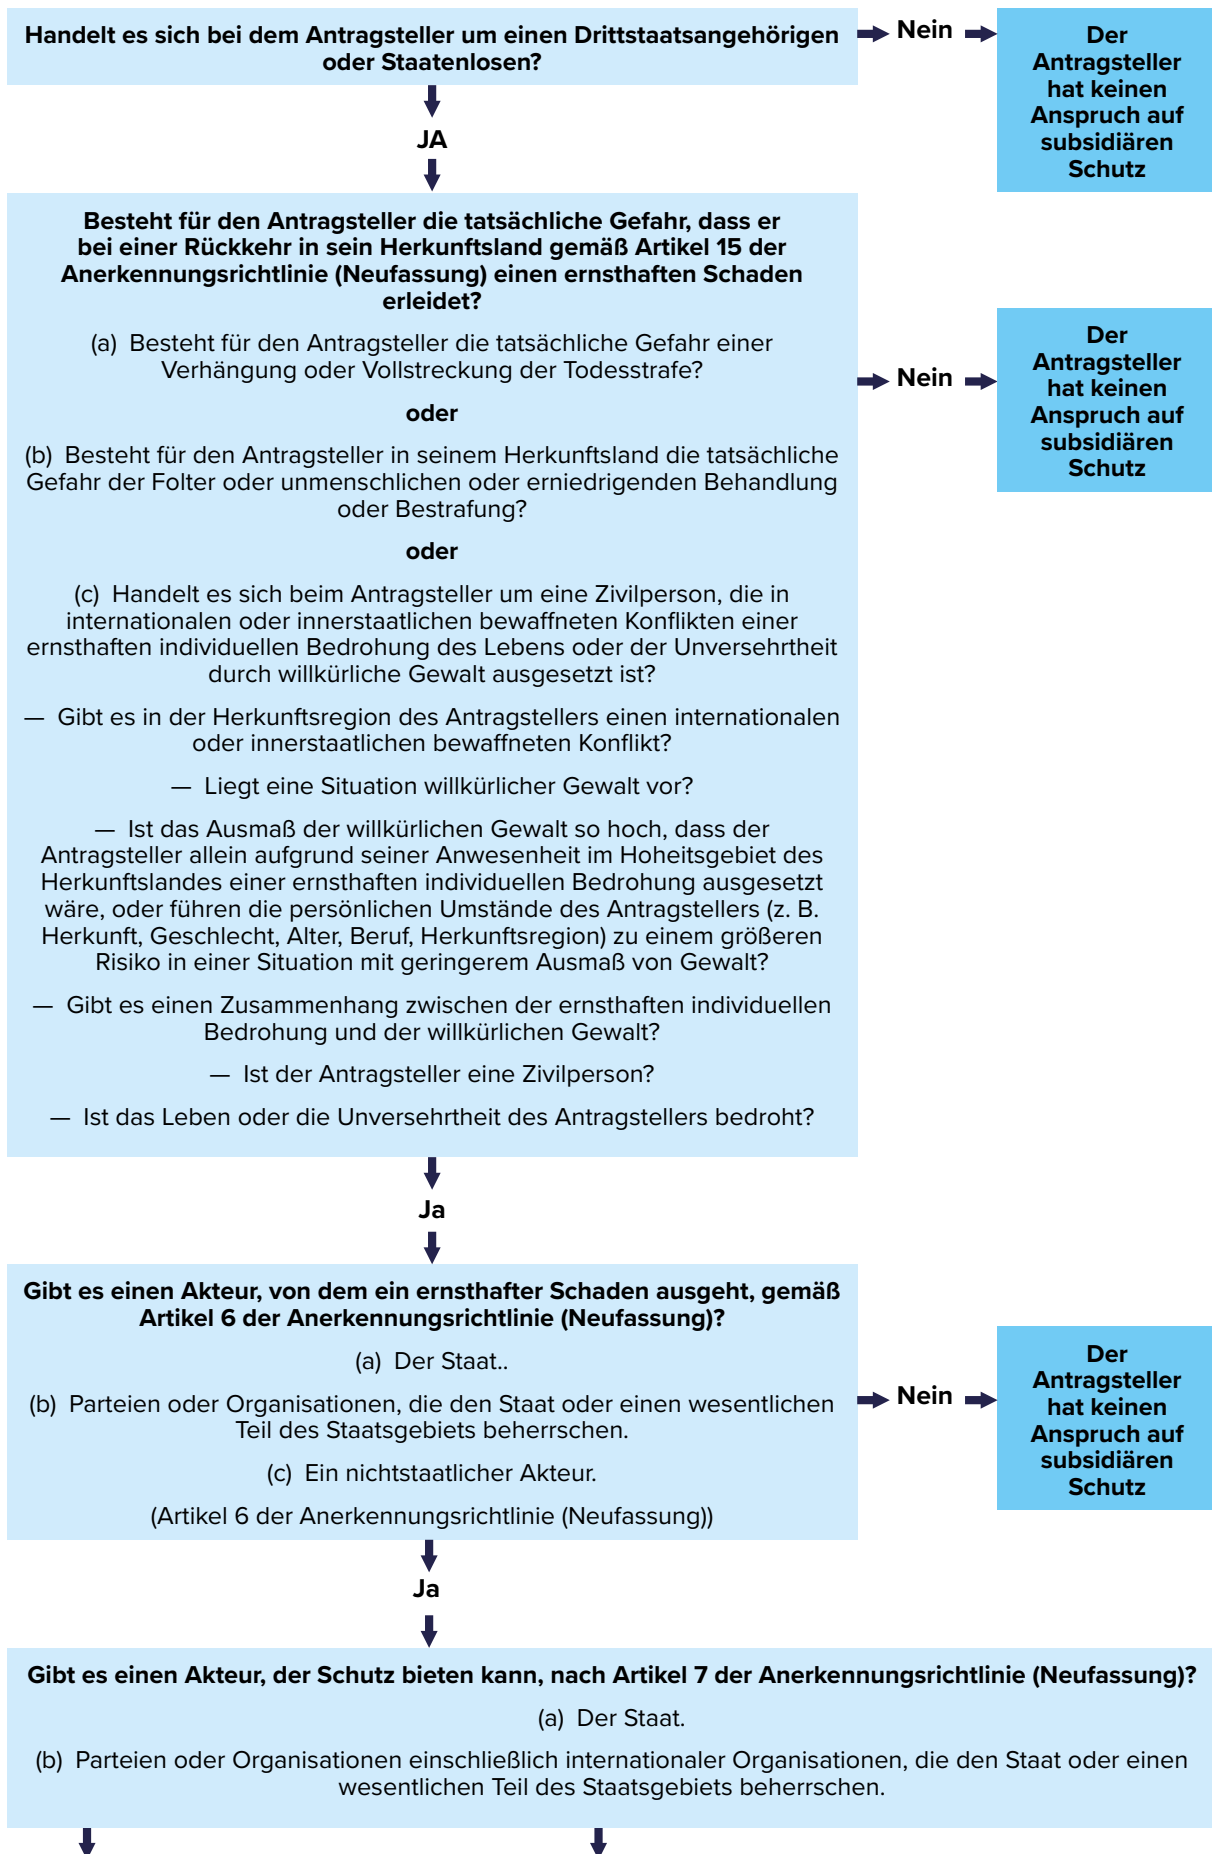 Handelt es sich bei dem Antragsteller um einen Drittstaatsangehörigen
oder Staatenlosen?
Nein
Der
Antragsteller
hat keinen
Anspruch auf
subsidiären
Schutz
JA
Besteht für den Antragsteller die tatsächliche Gefahr, dass er
bei einer Rückkehr in sein Herkunftsland gemäß Artikel 15 der
Anerkennungsrichtlinie (Neufassung) einen ernsthaften Schaden
erleidet?
(a) Besteht für den Antragsteller die tatsächliche Gefahr einer
Verhängung oder Vollstreckung der Todesstrafe?
oder
(b) Besteht für den Antragsteller in seinem Herkunftsland die tatsächliche
Gefahr der Folter oder unmenschlichen oder erniedrigenden Behandlung
oder Bestrafung?
oder
(c) Handelt es sich beim Antragsteller um eine Zivilperson, die in
internationalen oder innerstaatlichen bewaffneten Konflikten einer
ernsthaften individuellen Bedrohung des Lebens oder der Unversehrtheit
durch willkürliche Gewalt ausgesetzt ist?
— Gibt es in der Herkunftsregion des Antragstellers einen internationalen
oder innerstaatlichen bewaffneten Konflikt?
— Liegt eine Situation willkürlicher Gewalt vor?
— Ist das Ausmaß der willkürlichen Gewalt so hoch, dass der
Antragsteller allein aufgrund seiner Anwesenheit im Hoheitsgebiet des
Herkunftslandes einer ernsthaften individuellen Bedrohung ausgesetzt
wäre, oder führen die persönlichen Umstände des Antragstellers (z. B.
Herkunft, Geschlecht, Alter, Beruf, Herkunftsregion) zu einem größeren
Risiko in einer Situation mit geringerem Ausmaß von Gewalt?
— Gibt es einen Zusammenhang zwischen der ernsthaften individuellen
Bedrohung und der willkürlichen Gewalt?
— Ist der Antragsteller eine Zivilperson?
— Ist das Leben oder die Unversehrtheit des Antragstellers bedroht?
Nein
Der
Antragsteller
hat keinen
Anspruch auf
subsidiären
Schutz
Ja
Gibt es einen Akteur, von dem ein ernsthafter Schaden ausgeht, gemäß
Artikel 6 der Anerkennungsrichtlinie (Neufassung)?
(a) Der Staat..
(b) Parteien oder Organisationen, die den Staat oder einen wesentlichen
Teil des Staatsgebiets beherrschen.
(c) Ein nichtstaatlicher Akteur.
(Artikel 6 der Anerkennungsrichtlinie (Neufassung))
Nein
Der
Antragsteller
hat keinen
Anspruch auf
subsidiären
Schutz
Ja
Gibt es einen Akteur, der Schutz bieten kann, nach Artikel 7 der Anerkennungsrichtlinie (Neufassung)?
(a) Der Staat.
(b) Parteien oder Organisationen einschließlich internationaler Organisationen, die den Staat oder einen
wesentlichen Teil des Staatsgebiets beherrschen.